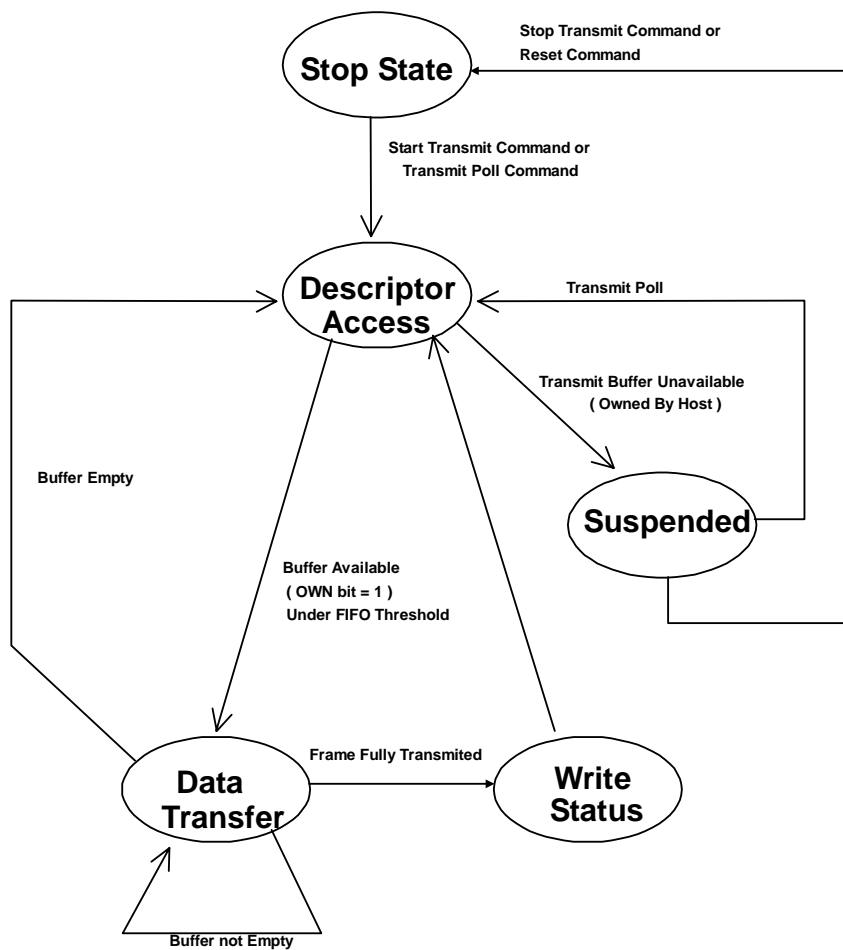 Stop Transmit Command or
Reset Command
Stop State
Start Transmit Command or
Transmit Poll Command
Descriptor
Access
Transmit Poll
Transmit Buffer Unavailable
( Owned By Host )
Buffer Empty
Suspended
Buffer Available
( OWN bit = 1 )
Under FIFO Threshold
Frame Fully Transmited
Data
Transfer
Write
Status
Buffer not Empty